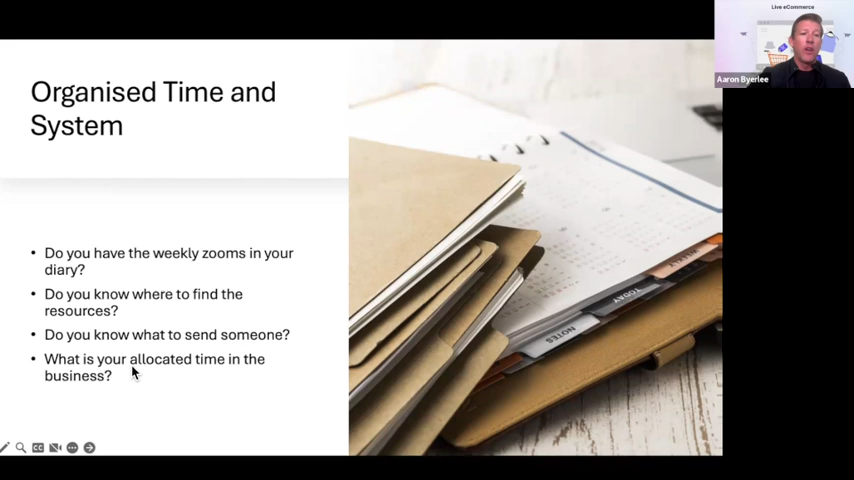 Live eCommerce
Aaron Byerlee
Organised Time and
System
• Do you have the weekly zooms in your
diary?
• Do you know where to find the
resources?
• Do you know what to send someone?
• What is your allocated time in the
business?
NOTES
TODAY
WEEKLY
CC